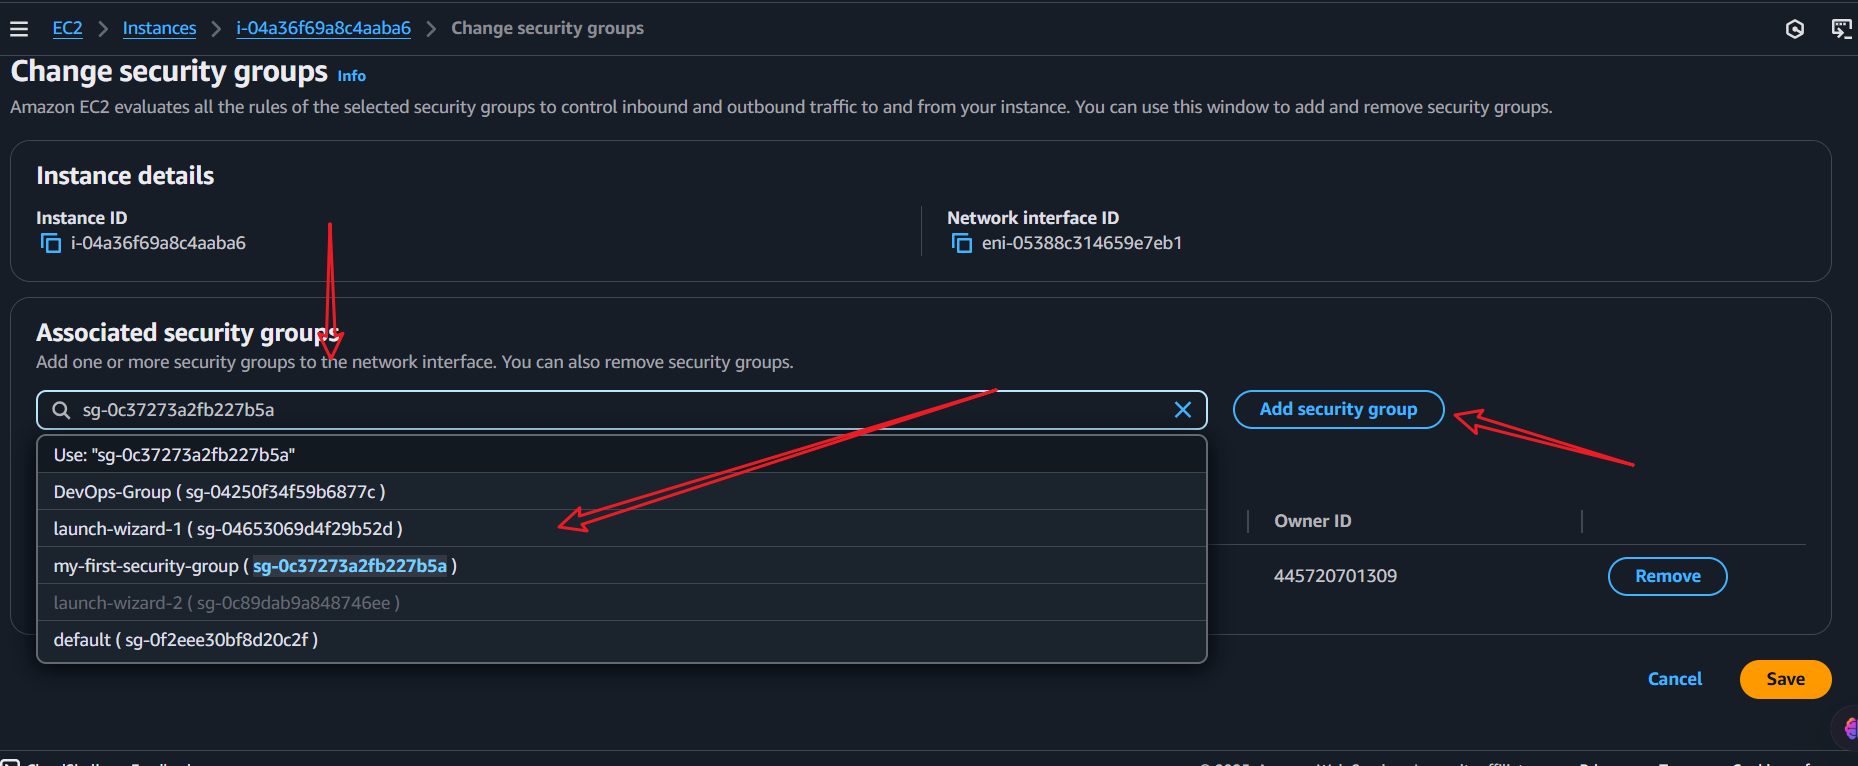 EC2 > Instances > i-04a36f69a8c4aaba6 > Change security groups
Change security groups Info
Amazon EC2 evaluates all the rules of the selected security groups to control inbound and outbound traffic to and from your instance. You can use this window to add and remove security groups.
Instance details
Instance ID
i-04a36f69a8c4aaba6
Network interface ID
eni-05388c314659e7eb1
Associated security groups
Add one or more security groups to the network interface. You can also remove security groups.
sg-0c37273a2fb227b5a
Add security group
Use: "sg-0c37273a2fb227b5a"
DevOps-Group ( sg-04250f34f59b6877c )
launch-wizard-1 ( sg-04653069d4f29b52d )
my-first-security-group ( sg-0c37273a2fb227b5a )
launch-wizard-2 ( sg-0c89dab9a848746ee )
default ( sg-0f2eee30bf8d20c2f )
Owner ID
445720701309
Remove
Cancel
Save